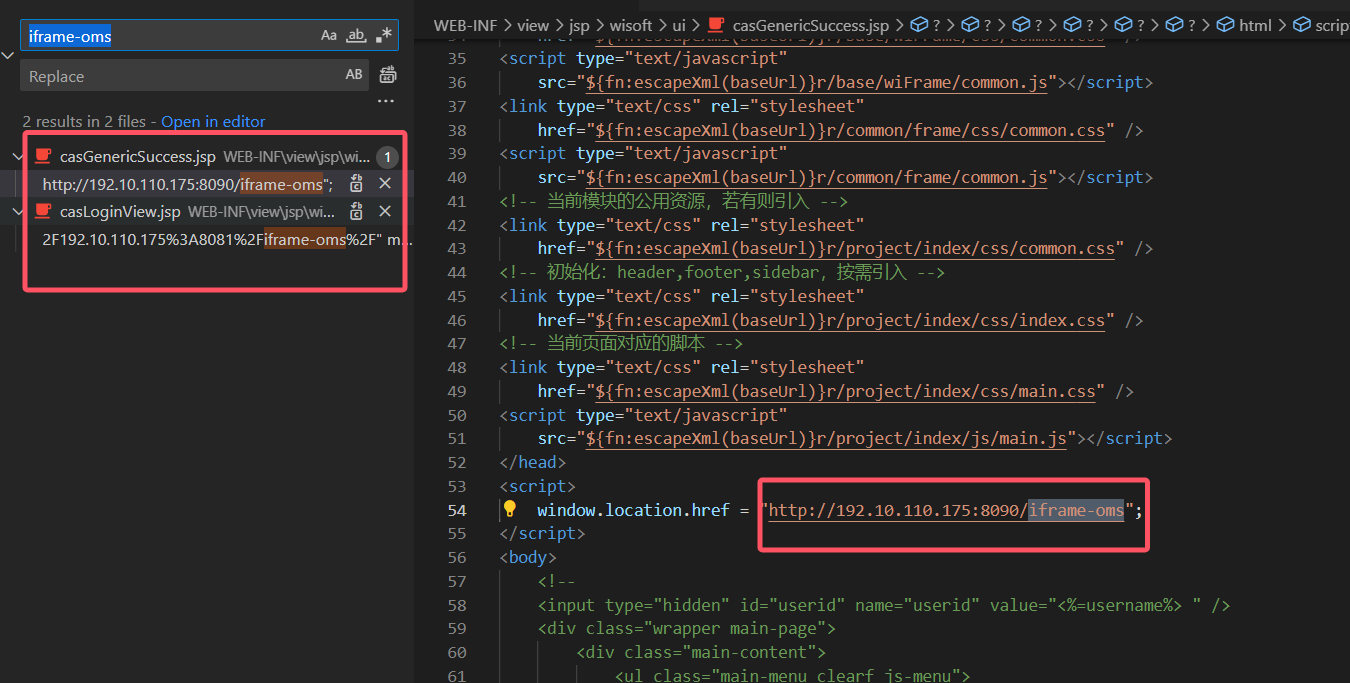 iframe-oms Aa ab
Replace AB
2 results in 2 files - Open in editor
casGenericSuccess.jsp WEB-INF\view\jsp\wi... 1
http://192.10.110.175:8090/iframe-oms";
casLoginView.jsp WEB-INF\view\jsp\wi...
2F192.10.110.175%3A8081%2Fiframe-oms%2F" m...
WEB-INF > view > jsp > wisoft > ui > casGenericSuccess.jsp > ? > ? > ? > ? > ? > ? > html > scrip
35 <script type="text/javascript"
36 src="${fn:escapeXml(baseUrl)}r/base/wiFrame/common.js"></script>
37 <link type="text/css" rel="stylesheet"
38 href="${fn:escapeXml(baseUrl)}r/common/frame/css/common.css" />
39 <script type="text/javascript"
40 src="${fn:escapeXml(baseUrl)}r/common/frame/css/common.js"></script>
41 <!-- 当前模块的公用资源，若有则引入 -->
42 <link type="text/css" rel="stylesheet"
43 href="${fn:escapeXml(baseUrl)}r/project/index/css/common.css" />
44 <!-- 初始化：header,footer,sidebar，按需引入 -->
45 <link type="text/css" rel="stylesheet"
46 href="${fn:escapeXml(baseUrl)}r/project/index/css/index.css" />
47 <!-- 当前页面对应的脚本 -->
48 <link type="text/css" rel="stylesheet"
49 href="${fn:escapeXml(baseUrl)}r/project/index/css/main.css" />
50 <script type="text/javascript"
51 src="${fn:escapeXml(baseUrl)}r/project/index/js/main.js"></script>
52 </head>
53 <script>
54 window.location.href = "http://192.10.110.175:8090/iframe-oms";
55 </script>
56 <body>
57 <!--
58 <input type="hidden" id="userid" name="userid" value="<%=username%> " />
59 <div class="wrapper main-page">
60 <div class="main-content">
61 <ul class="main-menu clearf js-menu">